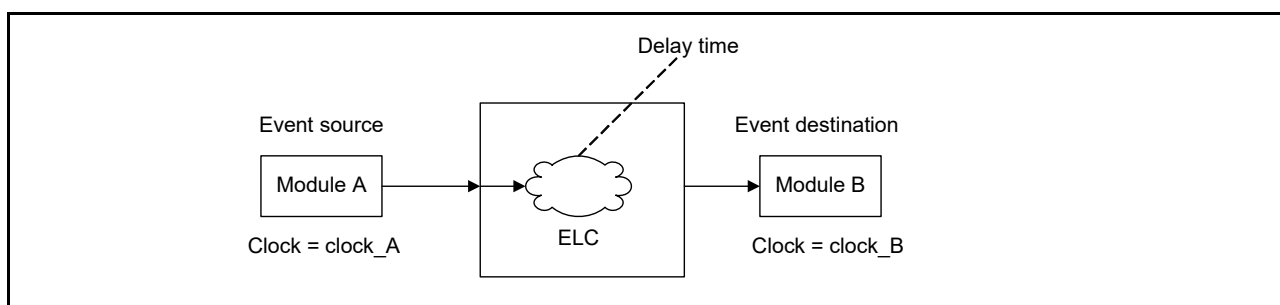 Delay time
Event source
Event destination
Module A
Module B
ELC
Clock = clock_A
Clock = clock_B